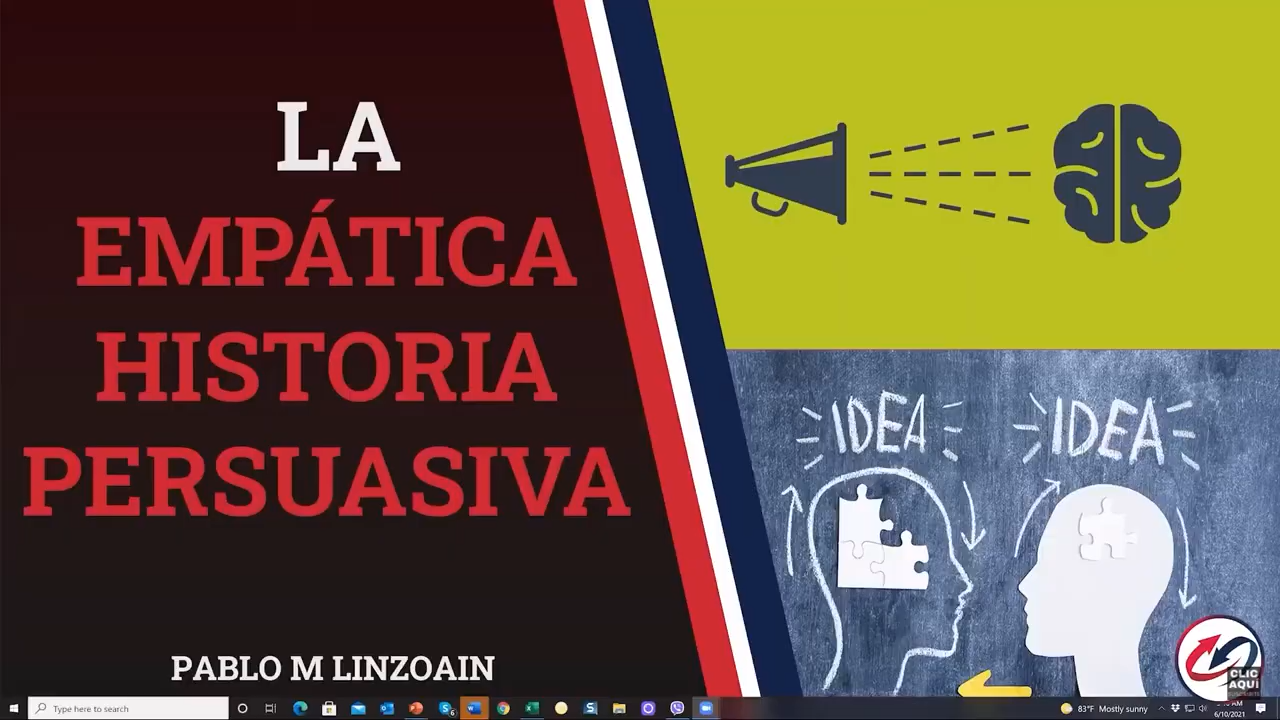 LA
EMPÁTICA
HISTORIA
PERSUASIVA
PABLO M LINZOAIN
IDEA
IDEA
CLIC
AQUÍ
Type here to search
83°F Mostly sunny
6/10/2021